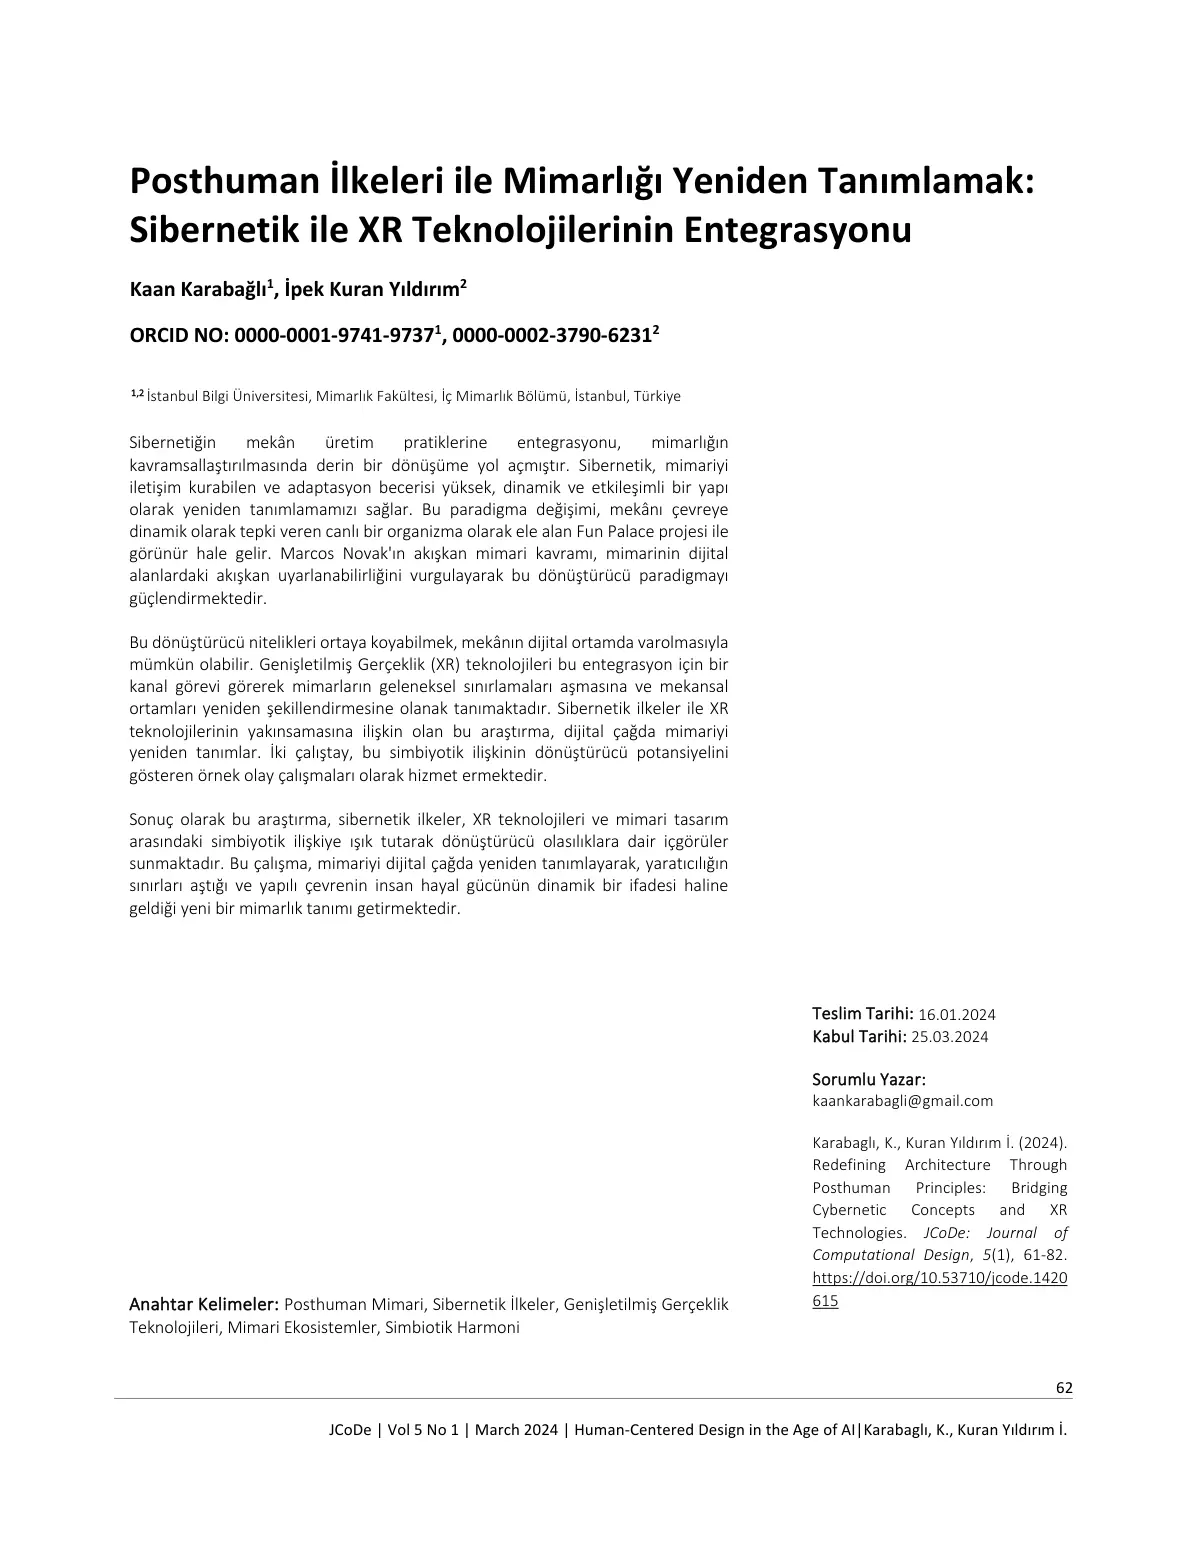 Posthuman İlkeleri ile Mimarlığı Yeniden Tanımlamak:
Sibernetik ile XR Teknolojilerinin Entegrasyonu
Kaan Karabağlı1, İpek Kuran Yıldırım2
ORCID NO: 0000-0001-9741-97371, 0000-0002-3790-62312
1,2 İstanbul Bilgi Üniversitesi, Mimarlık Fakültesi, İç Mimarlık Bölümü, İstanbul, Türkiye
Sibernetiğin mekân üretim pratiklerine entegrasyonu, mimarlığın
kavramsallaştırılmasında derin bir dönüşüme yol açmıştır. Sibernetik, mimariyi
iletişim kurabilen ve adaptasyon becerisi yüksek, dinamik ve etkileşimli bir yapı
olarak yeniden tanımlamamızı sağlar. Bu paradigma değişimi, mekânı çevreye
dinamik olarak tepki veren canlı bir organizma olarak ele alan Fun Palace projesi ile
görünür hale gelir. Marcos Novak'ın akışkan mimari kavramı, mimarinin dijital
alanlardaki akışkan uyarlanabilirliğini vurgulayarak bu dönüştürücü paradigmayı
güçlendirmektedir.
Bu dönüştürücü nitelikleri ortaya koyabilmek, mekânın dijital ortamda varolmasıyla
mümkün olabilir. Genişletilmiş Gerçeklik (XR) teknolojileri bu entegrasyon için bir
kanal görevi görerek mimarların geleneksel sınırlamaları aşmasına ve mekansal
ortamları yeniden şekillendirmesine olanak tanımaktadır. Sibernetik ilkeler ile XR
teknolojilerinin yakınsamasına ilişkin olan bu araştırma, dijital çağda mimariyi
yeniden tanımlar. İki çalıştay, bu simbiyotik ilişkinin dönüştürücü potansiyelini
gösteren örnek olay çalışmaları olarak hizmet ermektedir.
Sonuç olarak bu araştırma, sibernetik ilkeler, XR teknolojileri ve mimari tasarım
arasındaki simbiyotik ilişkiye ışık tutarak dönüştürücü olasılıklara dair içgörüler
sunmaktadır. Bu çalışma, mimariyi dijital çağda yeniden tanımlayarak, yaratıcılığın
sınırları aştığı ve yapılı çevrenin insan hayal gücünün dinamik bir ifadesi haline
geldiği yeni bir mimarlık tanımı getirmektedir.
Teslim Tarihi: 16.01.2024
Kabul Tarihi: 25.03.2024
Sorumlu Yazar:
kaankarabagli@gmail.com
Karabaglı, K., Kuran Yıldırım İ. (2024).
Redefining Architecture Through
Posthuman Principles: Bridging
Cybernetic Concepts and XR
Technologies. JCoDe: Journal of
Computational Design, 5(1), 61-82.
https://doi.org/10.53710/jcode.1420
615
Anahtar Kelimeler: Posthuman Mimari, Sibernetik İlkeler, Genişletilmiş Gerçeklik
Teknolojileri, Mimari Ekosistemler, Simbiotik Harmoni
62
JCoDe | Vol 5 No 1 | March 2024 | Human-Centered Design in the Age of AI|Karabaglı, K., Kuran Yıldırım İ.